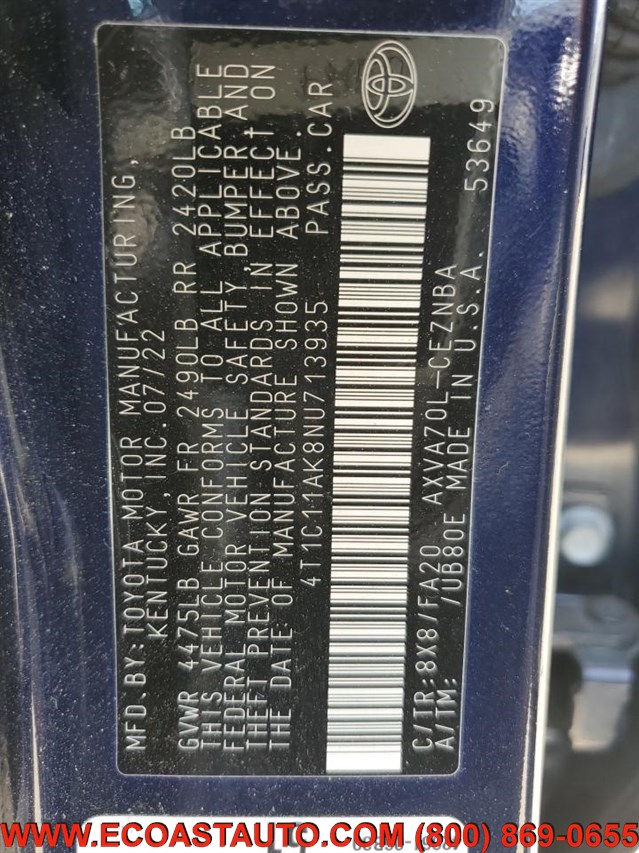 MFD.BY:TOYOTA MOTOR MANUFACTURING,
KENTUCKY, INC.07/22
GVWR 4475LB GAWR FR 2490LB RR 2420LB
THIS VEHICLE CONFORMS TO ALL APPLICABLE
FEDERAL MOTOR VEHICLE SAFETY, BUMPER, AND
THEFT PREVENTION STANDARDS IN EFFECT ON
THE DATE OF MANUFACTURE SHOWN ABOVE.
4T1C11AK8NU713935 PASS.CAR
C/TR:8X8/FA20 AXVA70L-CEZNBA
A/TM: /UB80E MADE IN U.S.A. 53649
WWW.ECOASTAUTO.COM (800) 869-0655